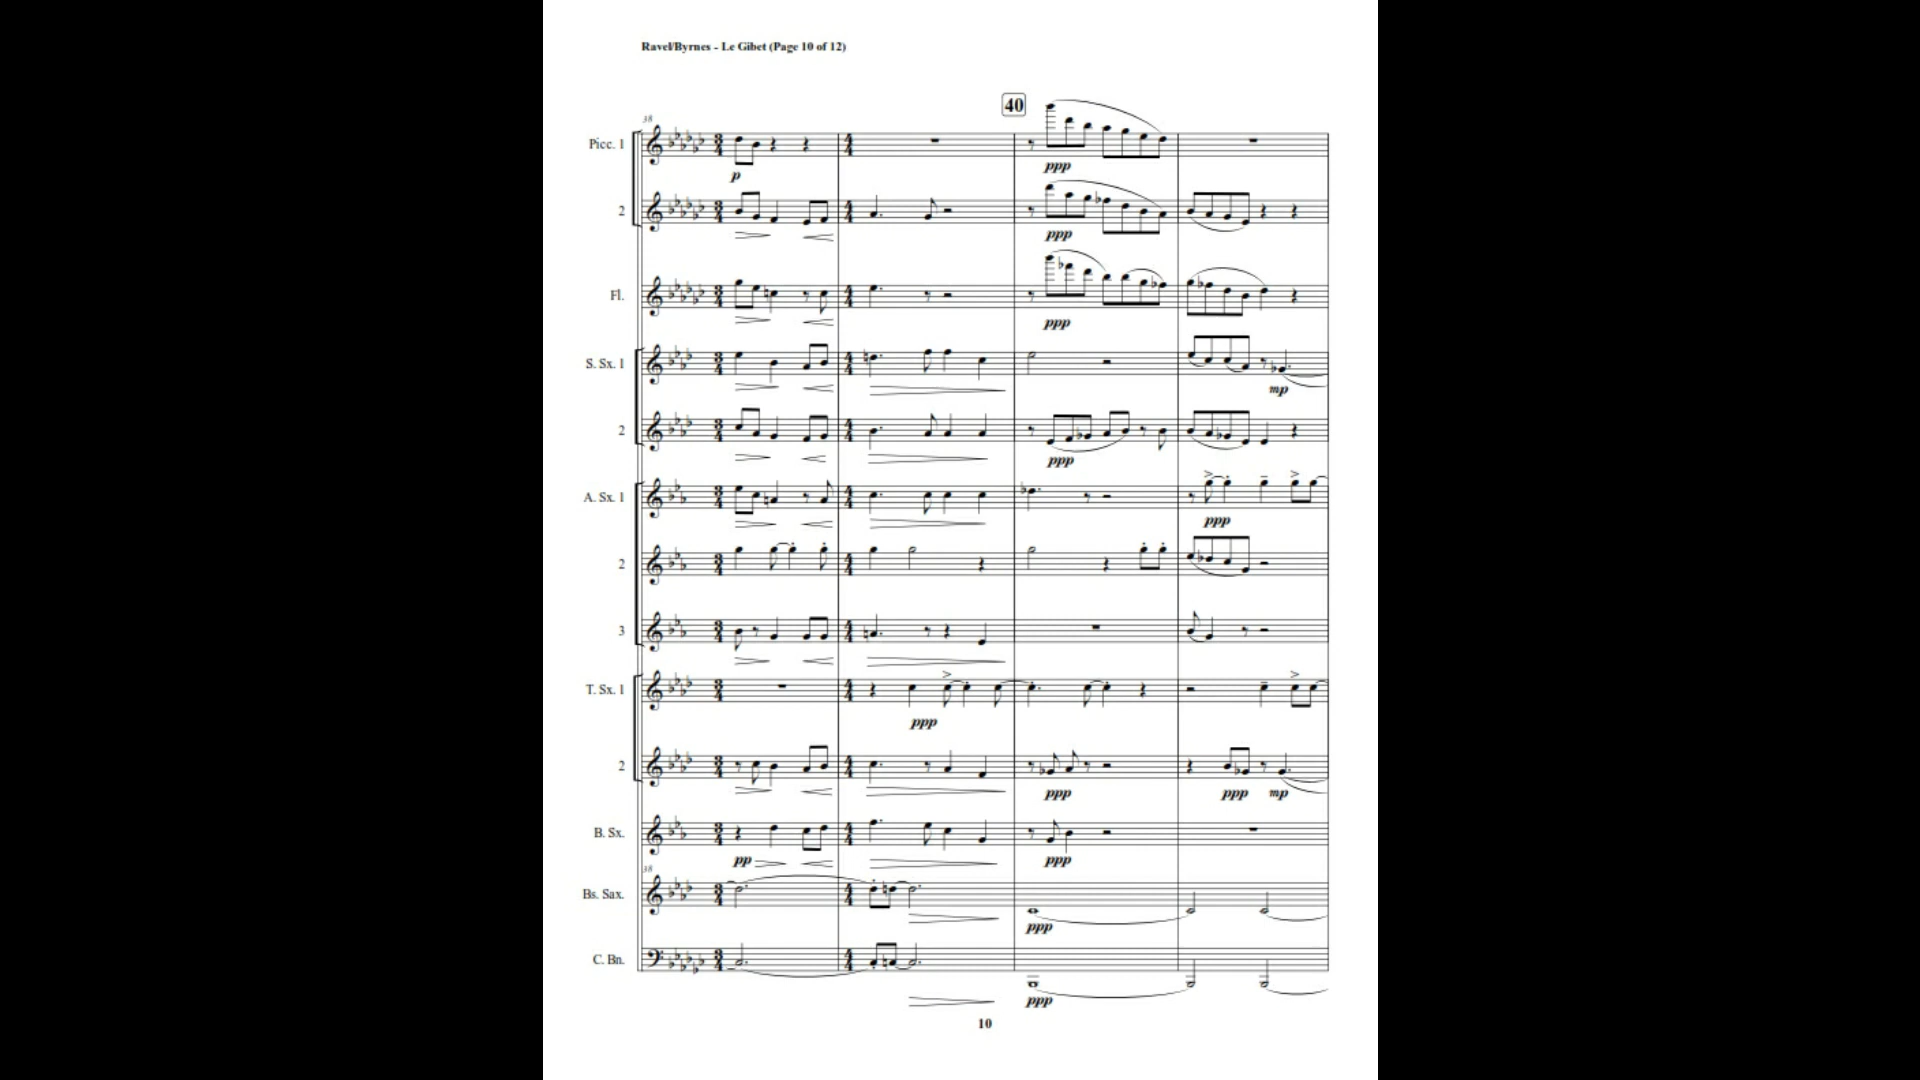 Ravel/Byrnes - Le Gibet (Page 10 of 12)
40
38
Picc. 1
p
ppp
2
ppp
Fl.
ppp
S. Sx. 1
mp
2
ppp
A. Sx. 1
ppp
2
3
T. Sx. 1
ppp
2
ppp
ppp mp
B. Sx.
pp
ppp
38
Bs. Sax.
ppp
C. Bn.
ppp
10